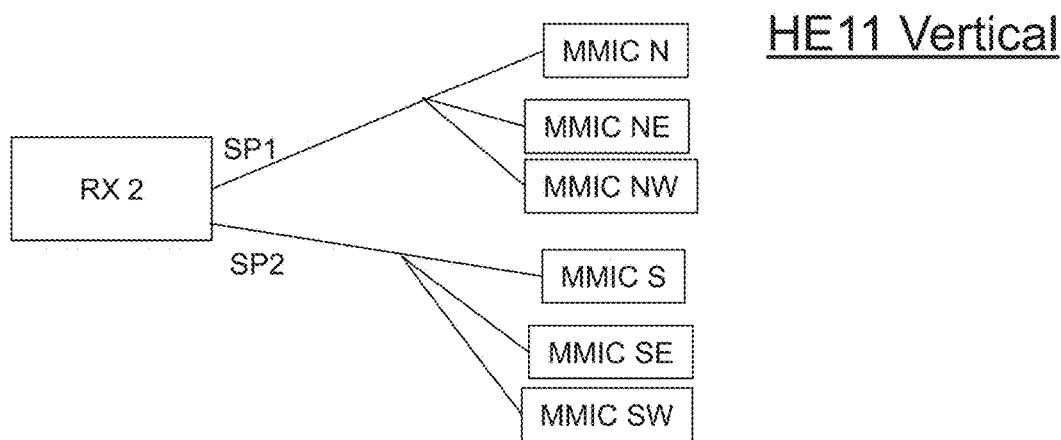 HE11 Vertical
MMIC N
MMIC NE
SP1
RX 2
MMIC NW
SP2
MMIC S
MMIC SE
MMIC SW